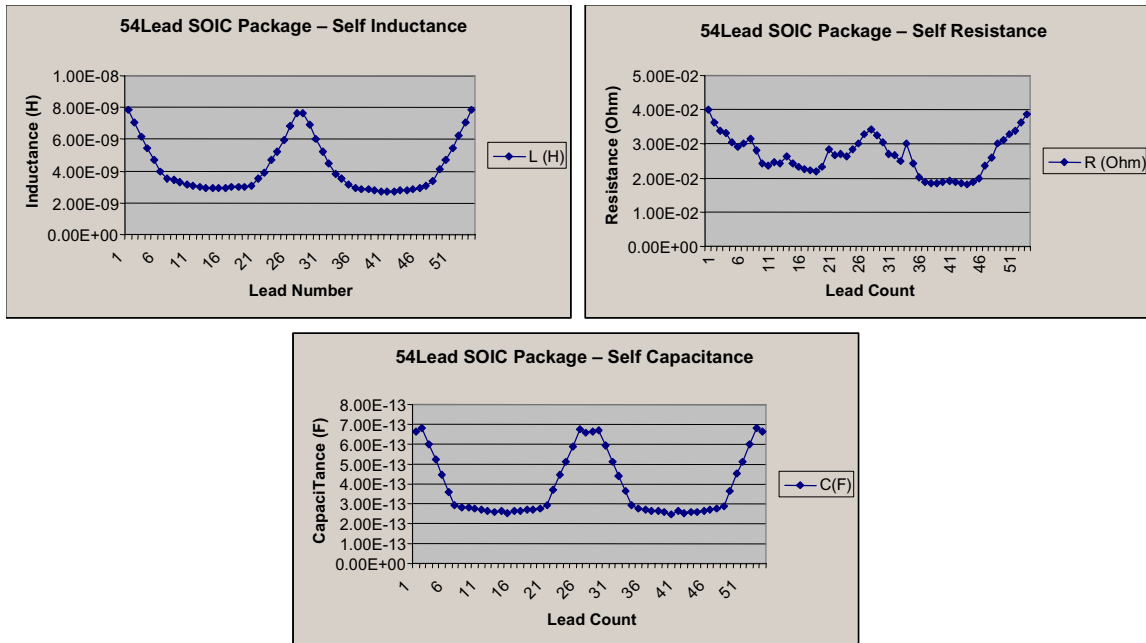 54Lead SOIC Package – Self Inductance
Inductance (H)
1.00E-08
8.00E-09
6.00E-09
4.00E-09
2.00E-09
0.00E+00
1 6 11 16 21 26 31 36 41 46 51
Lead Number
L (H)
54Lead SOIC Package – Self Resistance
Resistance (Ohm)
5.00E-02
4.00E-02
3.00E-02
2.00E-02
1.00E-02
0.00E+00
1 6 11 16 21 26 31 36 41 46 51
Lead Count
R (Ohm)
54Lead SOIC Package – Self Capacitance
CapaciTance (F)
8.00E-13
7.00E-13
6.00E-13
5.00E-13
4.00E-13
3.00E-13
2.00E-13
1.00E-13
0.00E+00
1 6 11 16 21 26 31 36 41 46 51
Lead Count
C(F)